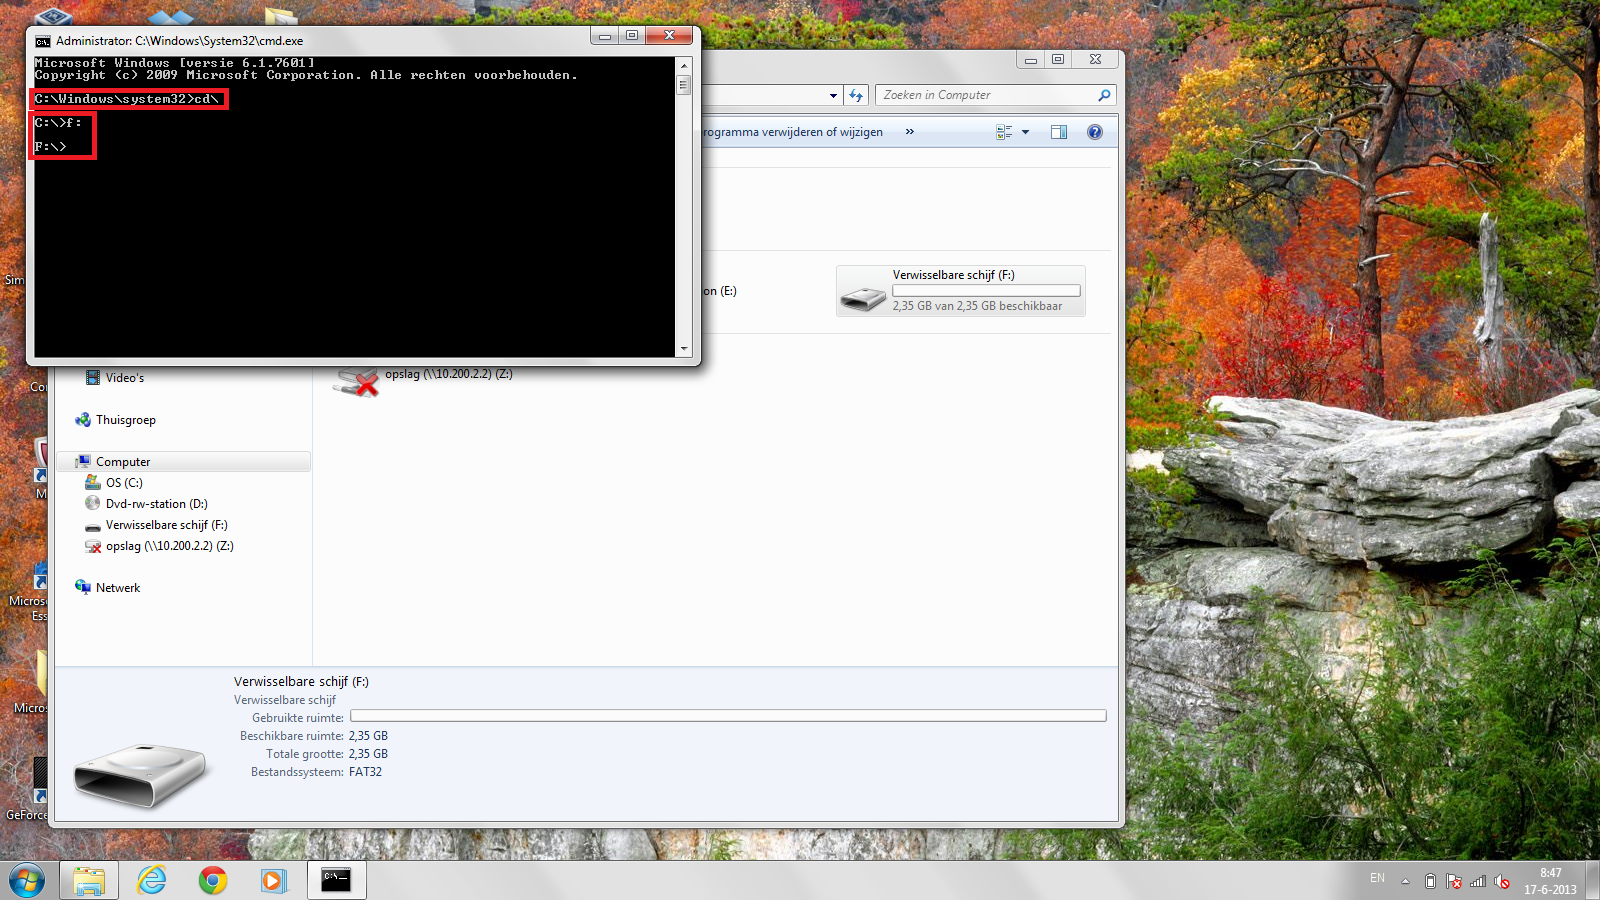 Administrator: C:\Windows\System32\cmd.exe
Microsoft Windows [versie 6.1.7601]
Copyright (c) 2009 Microsoft Corporation. Alle rechten voorbehouden.
C:\Windows\system32>cd\
C:\>f:
F:\>
Zoeken in Computer
rogramma verwijderen of wijzigen
»
on (E:)
Verwisselbare schijf (F:)
2,35 GB van 2,35 GB beschikbaar
opslag (\\10.200.2.2) (Z:)
Video's
Thuisgroep
Computer
OS (C:)
Dvd-rw-station (D:)
Verwisselbare schijf (F:)
opslag (\\10.200.2.2) (Z:)
Netwerk
Verwisselbare schijf (F:)
Verwisselbare schijf
Gebruikte ruimte:
Beschikbare ruimte: 2,35 GB
Totale grootte: 2,35 GB
Bestandssysteem: FAT32
Sim
Co
M
Micros
Ess
Micros
GeForce
EN
8:47
17-6-2013